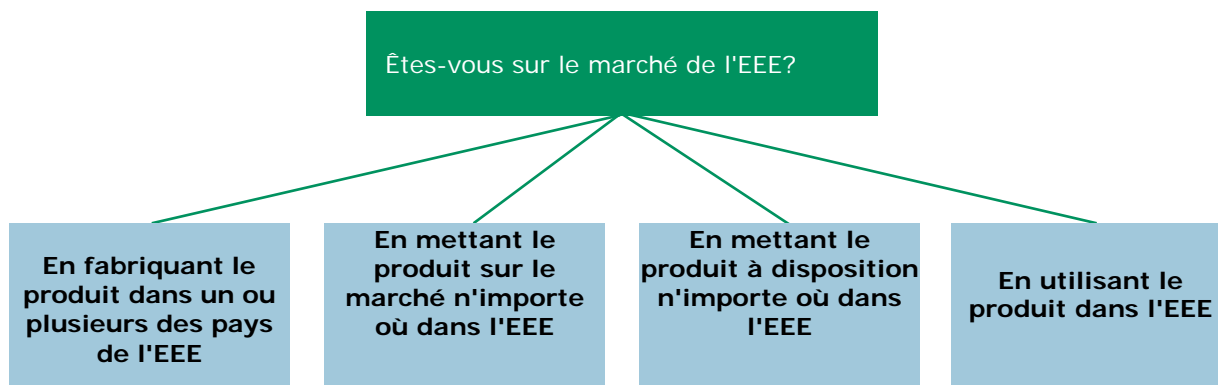 Êtes-vous sur le marché de l'EEE?
En fabriquant le
produit dans un ou
plusieurs des pays
de l'EEE
En mettant le
produit sur le
marché n'importe
où dans l'EEE
En mettant le
produit à disposition
n'importe où dans
l'EEE
En utilisant le
produit dans l'EEE